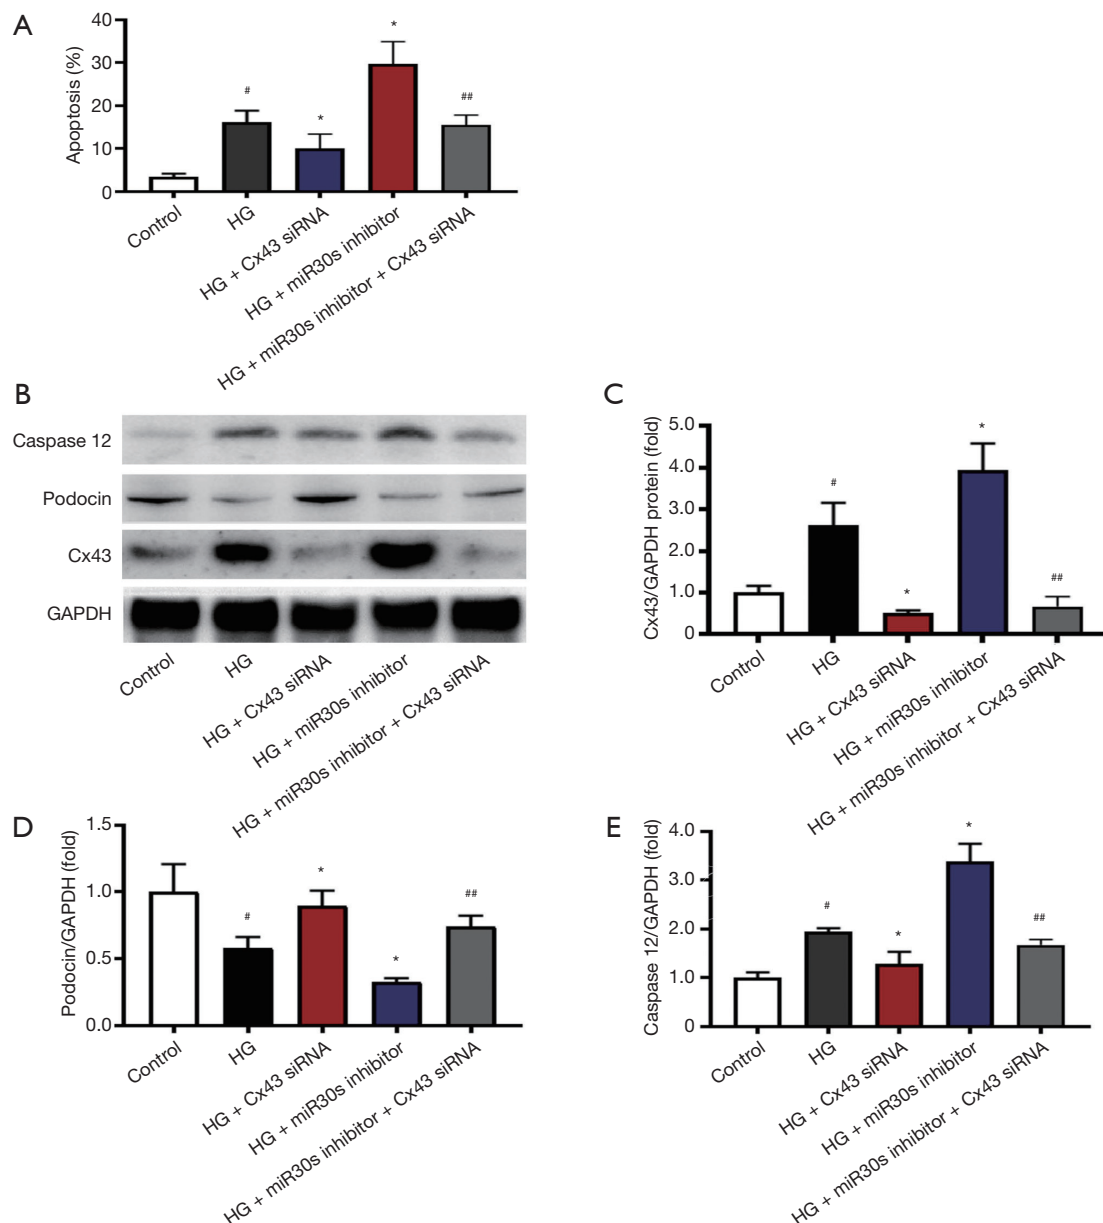 A
Apoptosis (%)
40
30
20
10
0
#
*
*
##
Control
HG
HG + Cx43 siRNA
HG + miR30s inhibitor
HG + miR30s inhibitor + Cx43 siRNA
B
Caspase 12
Podocin
Cx43
GAPDH
Control
HG
HG + Cx43 siRNA
HG + miR30s inhibitor
HG + miR30s inhibitor + Cx43 siRNA
C
Cx43/GAPDH protein (fold)
5.0
4.0
3.0
2.0
1.0
0
#
*
*
##
Control
HG
HG + Cx43 siRNA
HG + miR30s inhibitor
HG + miR30s inhibitor + Cx43 siRNA
D
Podocin/GAPDH (fold)
1.5
1.0
0.5
0.0
#
*
*
##
Control
HG
HG + Cx43 siRNA
HG + miR30s inhibitor
HG + miR30s inhibitor + Cx43 siRNA
E
Caspase 12/GAPDH (fold)
4.0
3.0
2.0
1.0
0
#
*
*
##
Control
HG
HG + Cx43 siRNA
HG + miR30s inhibitor
HG + miR30s inhibitor + Cx43 siRNA